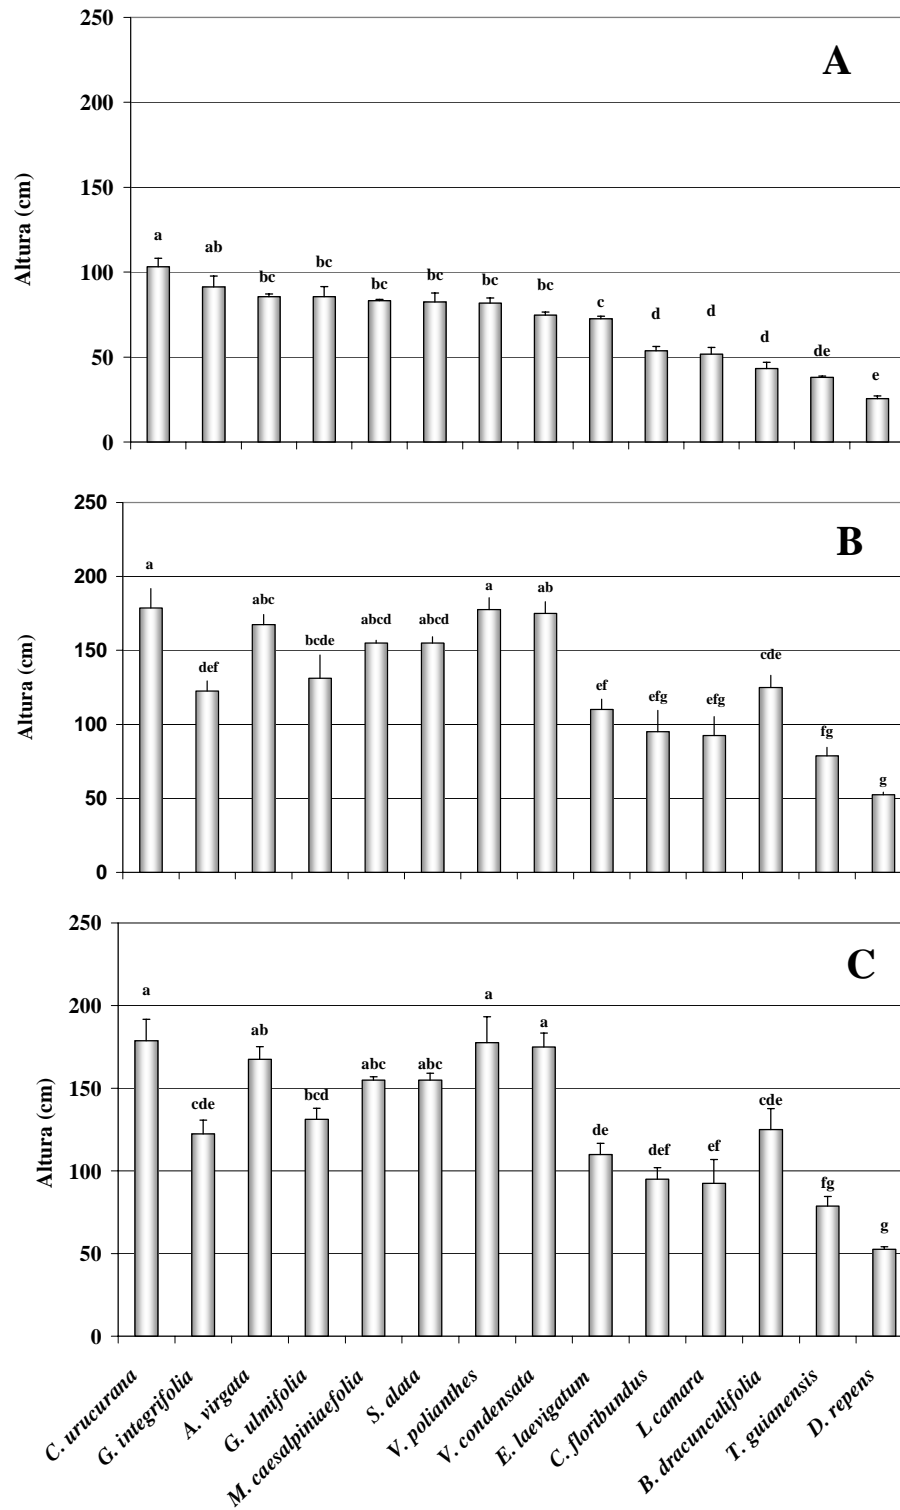 250
A
200
150
100
50
0
Altura (cm)
a ab bc bc bc bc bc bc c d d d de e
250
B
200
150
100
50
0
Altura (cm)
a def abc bcde abcd abcd a ab ef efg efg cde fg g
250
C
200
150
100
50
0
Altura (cm)
a cde ab bcd abc abc a a de def ef cde fg g
C. urucurana
G. integrifolia
A. virgata
G. ulmifolia
M. caesalpiniaefolia
S. alata
V. polianthes
V. condensata
E. laevigatum
C. floribundus
L camara
B. dracunculifolia
T. guianensis
D. repens